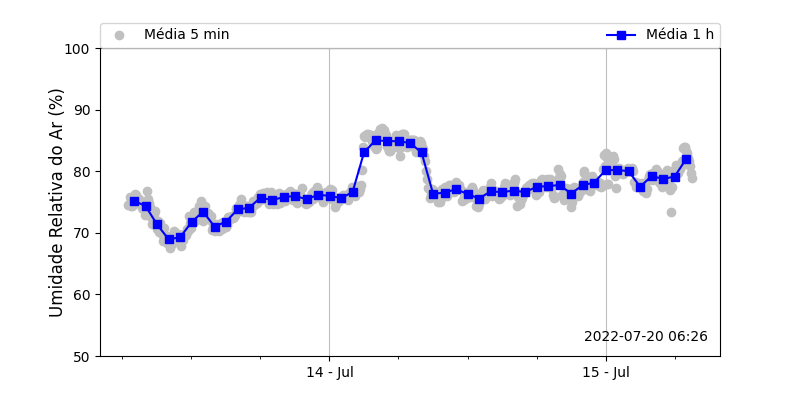 Média 5 min
Média 1 h
Umidade Relativa do Ar (%)
100
90
80
70
60
50
2022-07-20 06:26
14 - Jul
15 - Jul